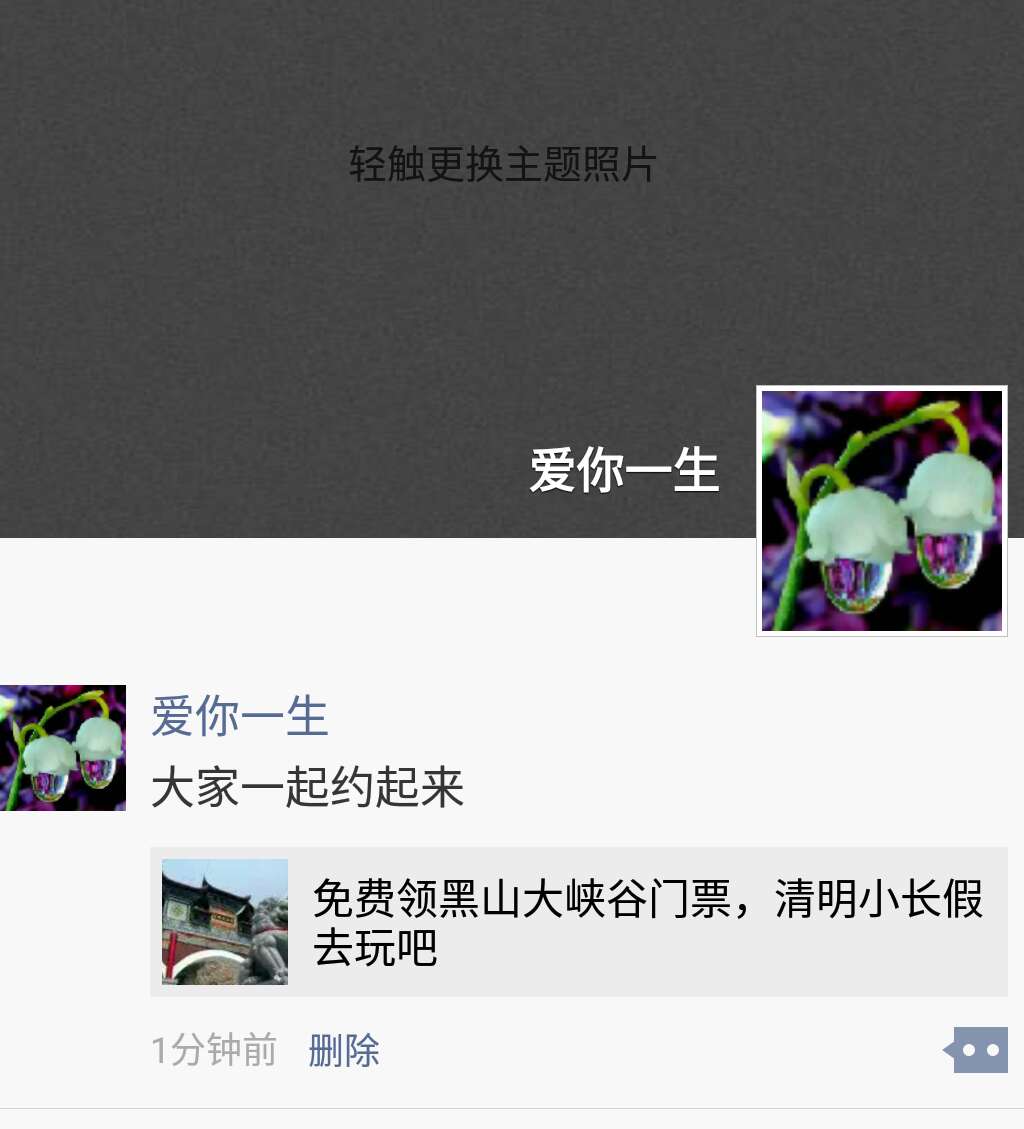 轻触更换主题照片
爱你一生
爱你一生
大家一起约起来
免费领黑山大峡谷门票，清明小长假
去玩吧
1分钟前 删除